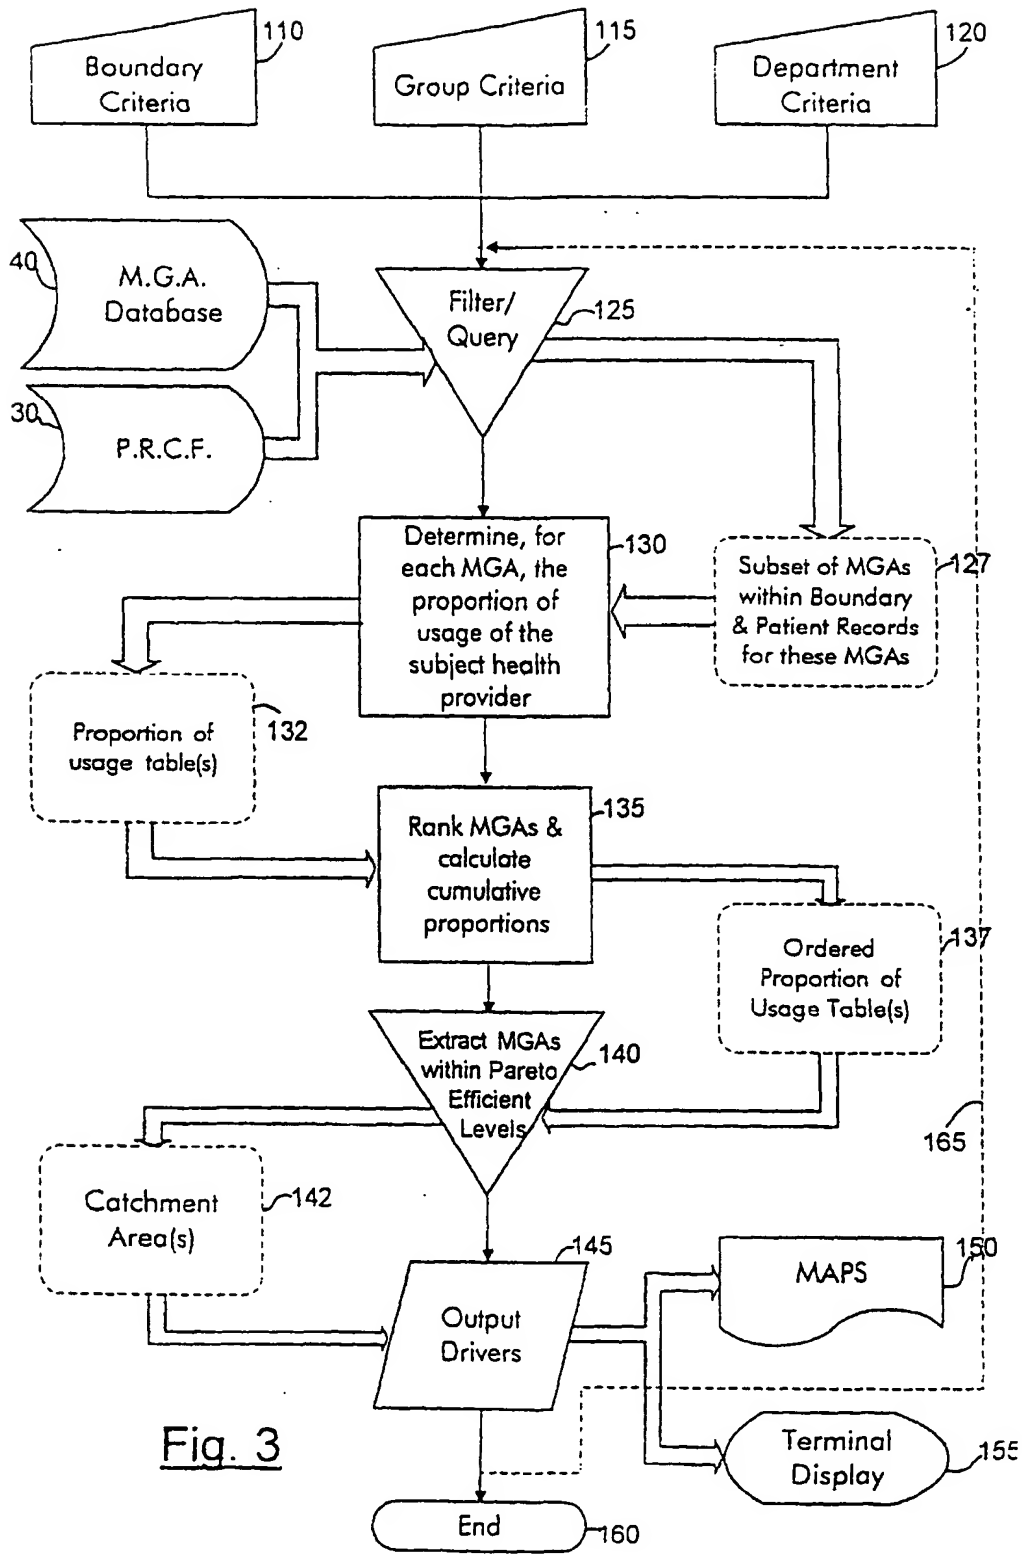 110
Boundary
Criteria
115
Group Criteria
120
Department
Criteria
40
M.G.A.
Database
Filter/
Query
125
30
P.R.C.F.
Determine, for
each MGA, the
proportion of
usage of the
subject health
provider
130
Subset of MGAs
within Boundary
& Patient Records
for these MGAs
127
Proportion of
usage table(s)
132
Rank MGAs &
calculate
cumulative
proportions
135
Ordered
Proportion of
Usage Table(s)
137
Extract MGAs
within Pareto
Efficient
Levels
140
165
Catchment
Area(s)
142
145
Output
Drivers
MAPS
150
Fig. 3
Terminal
Display
155
End
160